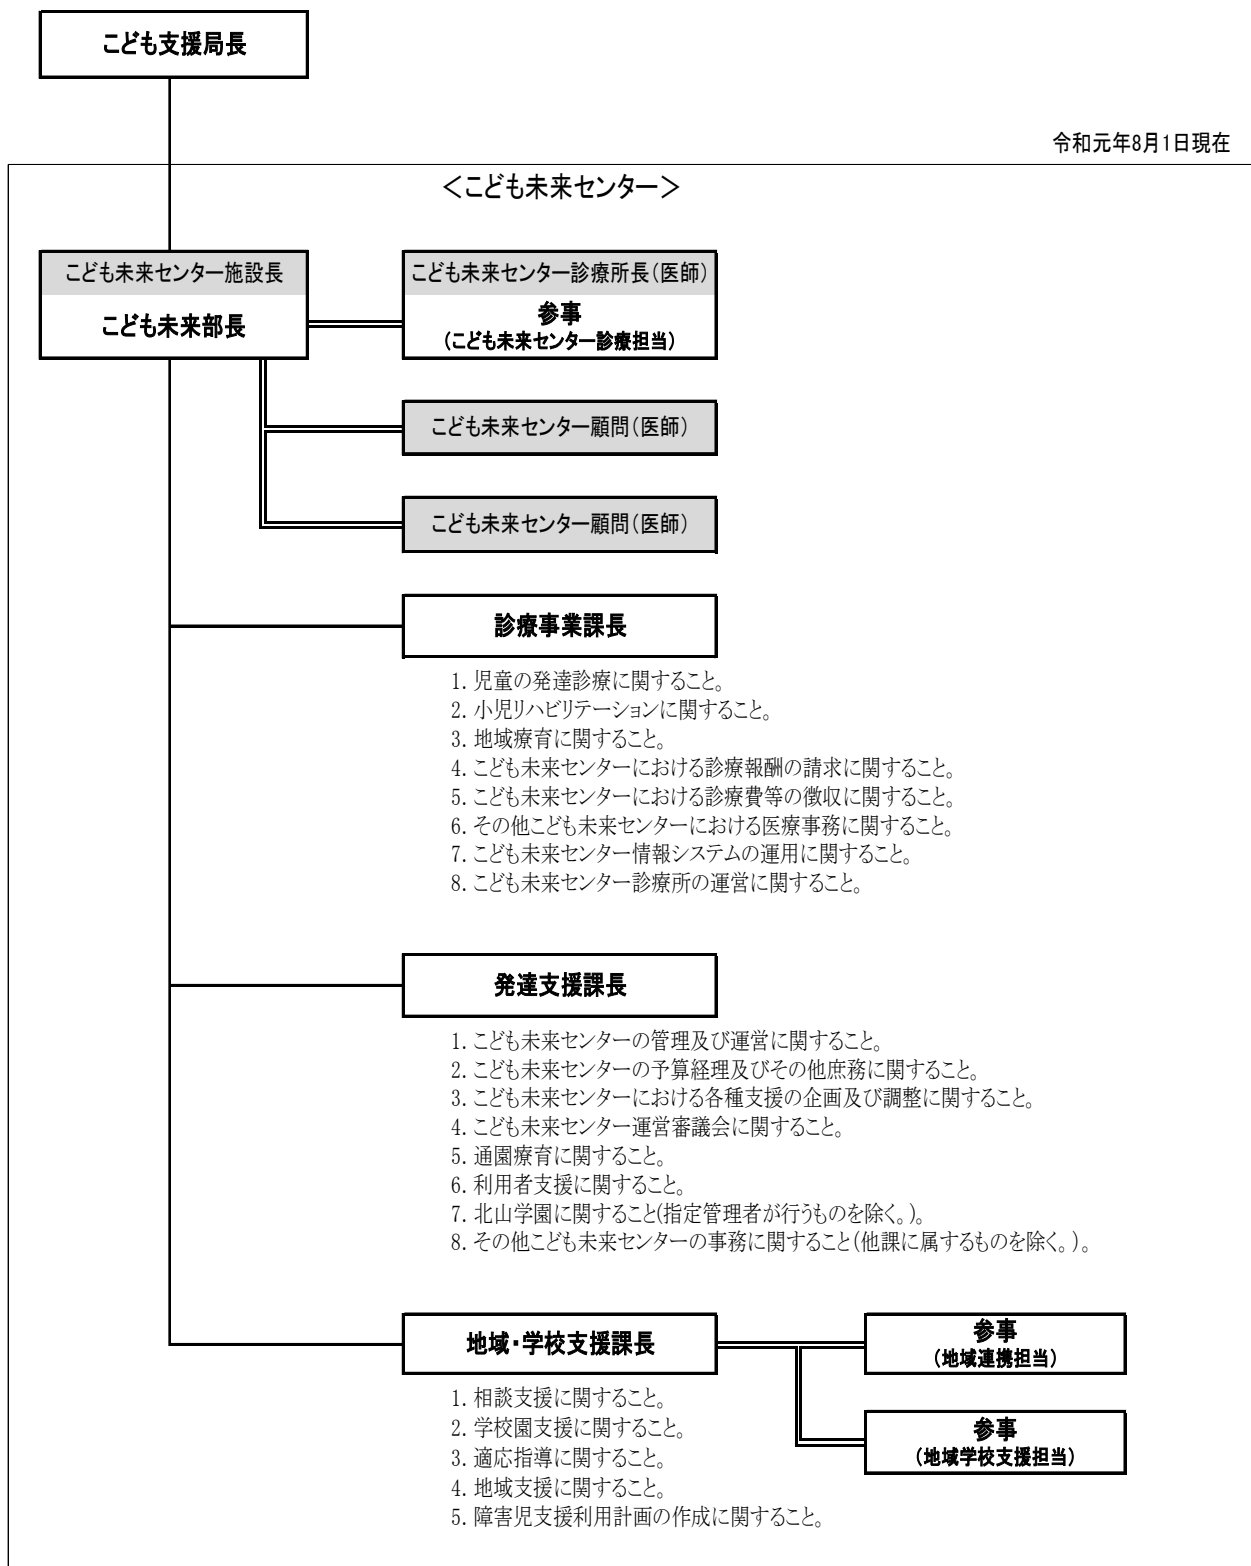 こども支援局長
令和元年8月1日現在
＜こども未来センター＞
こども未来センター施設長
こども未来部長
こども未来センター診療所長（医師）
参事
（こども未来センター診療担当）
こども未来センター顧問（医師）
こども未来センター顧問（医師）
診療事業課長
1. 児童の発達診療に関すること。
2. 小児リハビリテーションに関すること。
3. 地域療育に関すること。
4. こども未来センターにおける診療報酬の請求に関すること。
5. こども未来センターにおける診療費等の徴収に関すること。
6. その他こども未来センターにおける医療事務に関すること。
7. こども未来センター情報システムの運用に関すること。
8. こども未来センター診療所の運営に関すること。
発達支援課長
1. こども未来センターの管理及び運営に関すること。
2. こども未来センターの予算経理及びその他庶務に関すること。
3. こども未来センターにおける各種支援の企画及び調整に関すること。
4. こども未来センター運営審議会に関すること。
5. 通園療育に関すること。
6. 利用者支援に関すること。
7. 北山学園に関すること(指定管理者が行うものを除く。)。
8. その他こども未来センターの事務に関すること(他課に属するものを除く。)。
地域・学校支援課長
1. 相談支援に関すること。
2. 学校園支援に関すること。
3. 適応指導に関すること。
4. 地域支援に関すること。
5. 障害児支援利用計画の作成に関すること。
参事
（地域連携担当）
参事
（地域学校支援担当）